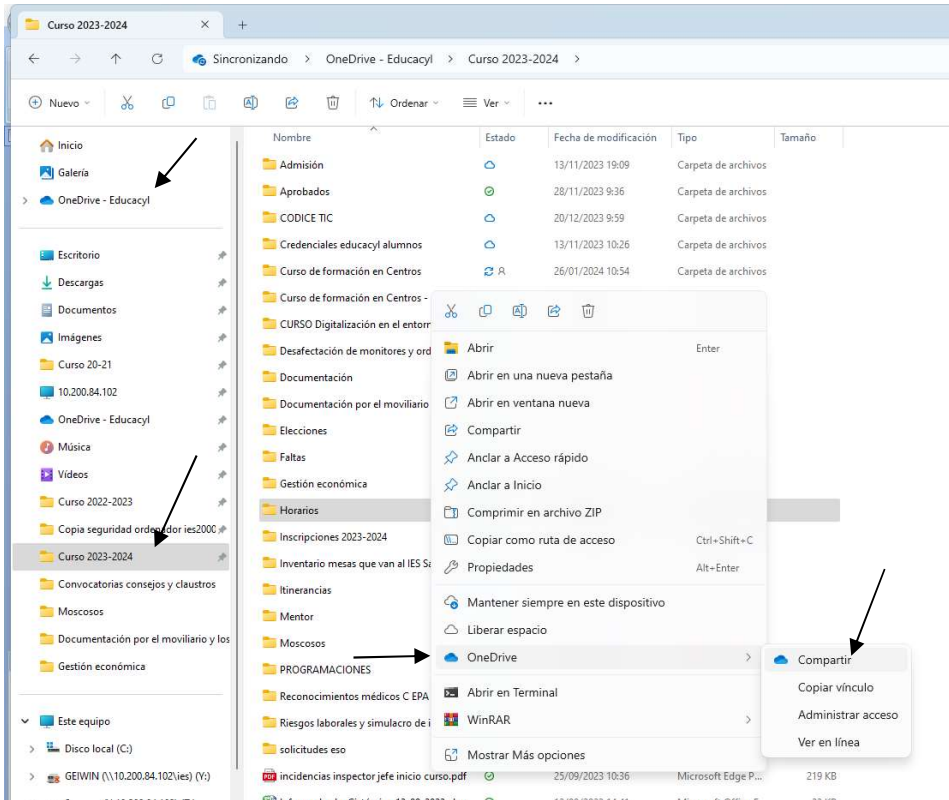 Curso 2023-2024
Sincronizando > OneDrive - Educacyl > Curso 2023-2024 >
Nuevo
Ordenar
Ver
Nombre Estado Fecha de modificación Tipo Tamaño
Inicio
Galería
OneDrive - Educacyl
Escritorio
Descargas
Documentos
Imágenes
Curso 20-21
10.200.84.102
OneDrive - Educacyl
Música
Vídeos
Curso 2022-2023
Copia seguridad ordenador ies2000
Curso 2023-2024
Convocatorias consejos y claustros
Moscosos
Documentación por el moviliario y los
Gestión económica
Este equipo
Disco local (C:)
GEIWIN (\\10.200.84.102\ies) (Y:)
Admisión 13/11/2023 19:09 Carpeta de archivos
Aprobados 28/11/2023 9:36 Carpeta de archivos
CODICE TIC 20/12/2023 9:59 Carpeta de archivos
Credenciales educacyl alumnos 13/11/2023 10:26 Carpeta de archivos
Curso de formación en Centros 26/01/2024 10:54 Carpeta de archivos
Curso de formación en Centros -
CURSO Digitalización en el entorn
Desafectación de monitores y ord
Documentación
Documentación por el moviliario
Elecciones
Faltas
Gestión económica
Horarios
Inscripciones 2023-2024
Inventario mesas que van al IES Sa
Itinerancias
Mentor
Moscosos
PROGRAMACIONES
Reconocimientos médicos C EPA
Riesgos laborales y simulacro de i
solicitudes eso
incidencias inspector jefe inicio curso.pdf 25/09/2023 10:36 Microsoft Edge P... 219 KB
Abrir Enter
Abrir en una nueva pestaña
Abrir en ventana nueva
Compartir
Anclar a Acceso rápido
Anclar a Inicio
Comprimir en archivo ZIP
Copiar como ruta de acceso Ctrl+Shift+C
Propiedades Alt+Enter
Mantener siempre en este dispositivo
Liberar espacio
OneDrive
Abrir en Terminal
WinRAR
Mostrar Más opciones
Compartir
Copiar vínculo
Administrar acceso
Ver en línea